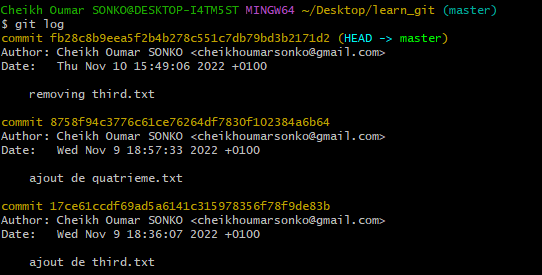 Cheikh Oumar SONKO@DESKTOP-I4TM5ST MINGW64 ~/Desktop/learn_git (master)
$ git log
commit fb28c8b9eea5f2b4b278c551c7db79bd3b2171d2 (HEAD -> master)
Author: Cheikh Oumar SONKO <cheikhoumarsonko@gmail.com>
Date:   Thu Nov 10 15:49:06 2022 +0100
    removing third.txt
commit 8758f94c3776c61ce76264df7830f102384a6b64
Author: Cheikh Oumar SONKO <cheikhoumarsonko@gmail.com>
Date:   Wed Nov 9 18:57:33 2022 +0100
    ajout de quatrieme.txt
commit 17ce61ccdf69ad5a6141c315978356f78f9de83b
Author: Cheikh Oumar SONKO <cheikhoumarsonko@gmail.com>
Date:   Wed Nov 9 18:36:07 2022 +0100
    ajout de third.txt